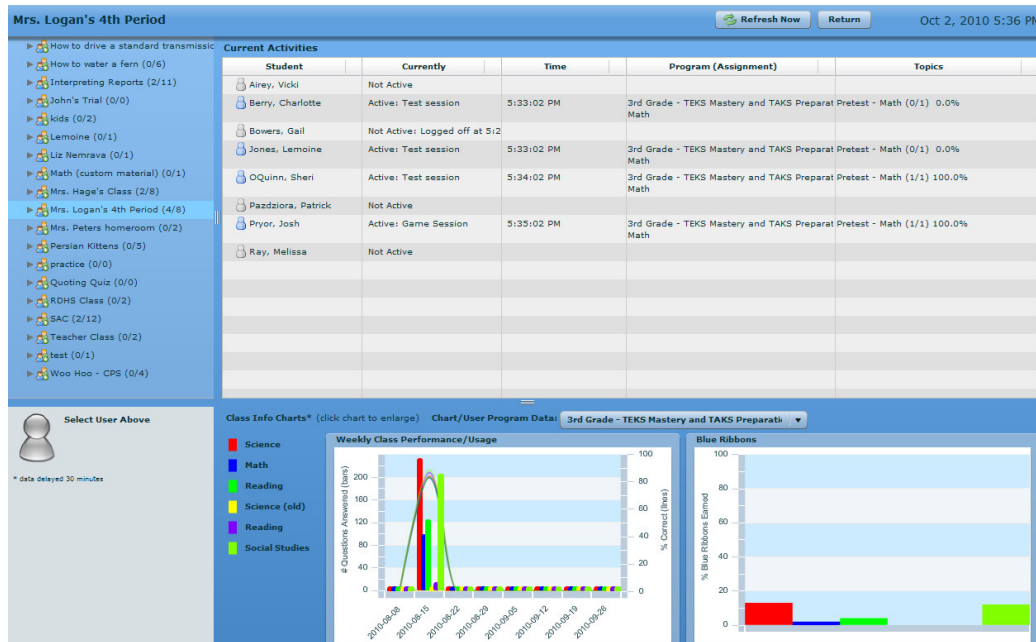 Mrs. Logan's 4th Period
Refresh Now
Return
Oct 2, 2010 5:36 PM
How to drive a standard transmissic
How to water a fern (0/6)
Interpreting Reports (2/11)
John's Trial (0/0)
kids (0/2)
Lemoine (0/1)
Liz Nemrava (0/1)
Math (custom material) (0/1)
Mrs. Hage's Class (2/8)
Mrs. Logan's 4th Period (4/8)
Mrs. Peters homeroom (0/2)
Persian Kittens (0/5)
practice (0/0)
Quoting Quiz (0/0)
RDHS Class (0/2)
SAC (2/12)
Teacher Class (0/2)
test (0/1)
Woo Hoo - CPS (0/4)
Current Activities
Student Currently Time Program (Assignment) Topics
Airey, Vicki Not Active
Berry, Charlotte Active: Test session 5:33:02 PM 3rd Grade - TEKS Mastery and TAKS Preparat Pretest - Math (0/1) 0.0%
Math
Bowers, Gail Not Active: Logged off at 5:2
Jones, Lemoine Active: Test session 5:33:02 PM 3rd Grade - TEKS Mastery and TAKS Preparat Pretest - Math (0/1) 0.0%
Math
OQuinn, Sheri Active: Test session 5:34:02 PM 3rd Grade - TEKS Mastery and TAKS Preparat Pretest - Math (1/1) 100.0%
Math
Pazdziora, Patrick Not Active
Pryor, Josh Active: Game Session 5:35:02 PM 3rd Grade - TEKS Mastery and TAKS Preparat Pretest - Math (1/1) 100.0%
Math
Ray, Melissa Not Active
Select User Above
* data delayed 30 minutes
Class Info Charts* (click chart to enlarge) Chart/User Program Data: 3rd Grade - TEKS Mastery and TAKS Preparati
Science
Math
Reading
Science (old)
Reading
Social Studies
Weekly Class Performance/Usage
# Questions Answered (bars)
200
160
120
80
40
0
100
80
60
40
20
0
% Correct (lines)
2010-08-08
2010-08-15
2010-08-22
2010-08-29
2010-09-05
2010-09-12
2010-09-19
2010-09-26
Blue Ribbons
% Blue Ribbons Earned
100
80
60
40
20
0